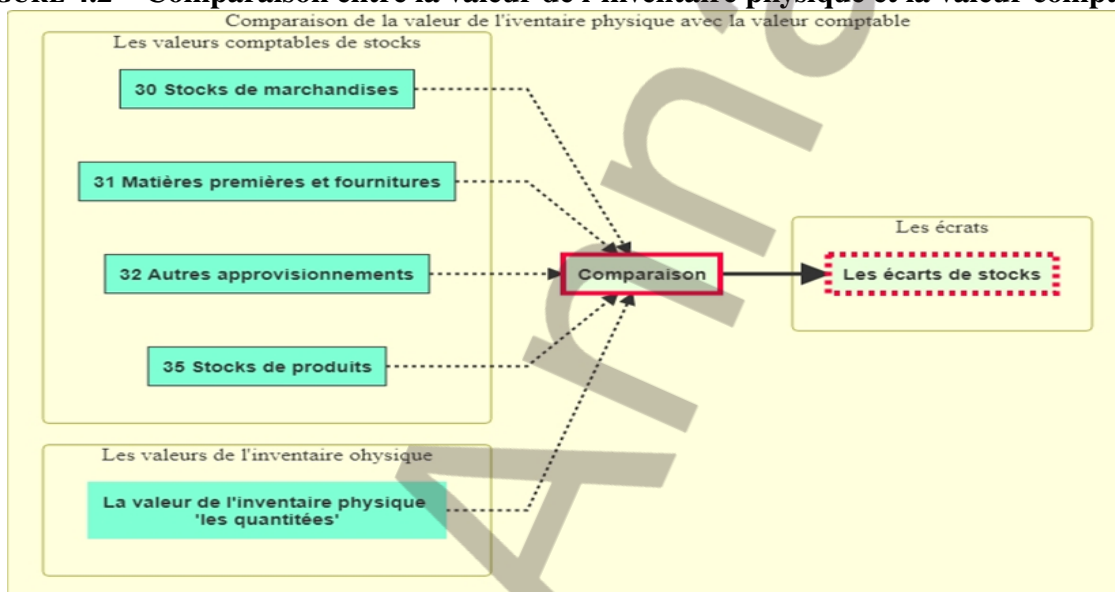 4.2 – Comparaison entre la valeur de l'inventaire physique et la valeur
Comparaison de la valeur de l'iventaire physique avec la valeur comptable
Les valeurs comptables de stocks
30 Stocks de marchandises
31 Matières premières et fournitures
32 Autres approvisionnements
35 Stocks de produits
Comparaison
Les écrats
Les écarts de stocks
Les valeurs de l'inventaire ohysique
La valeur de l'inventaire physique
'les quantitées'